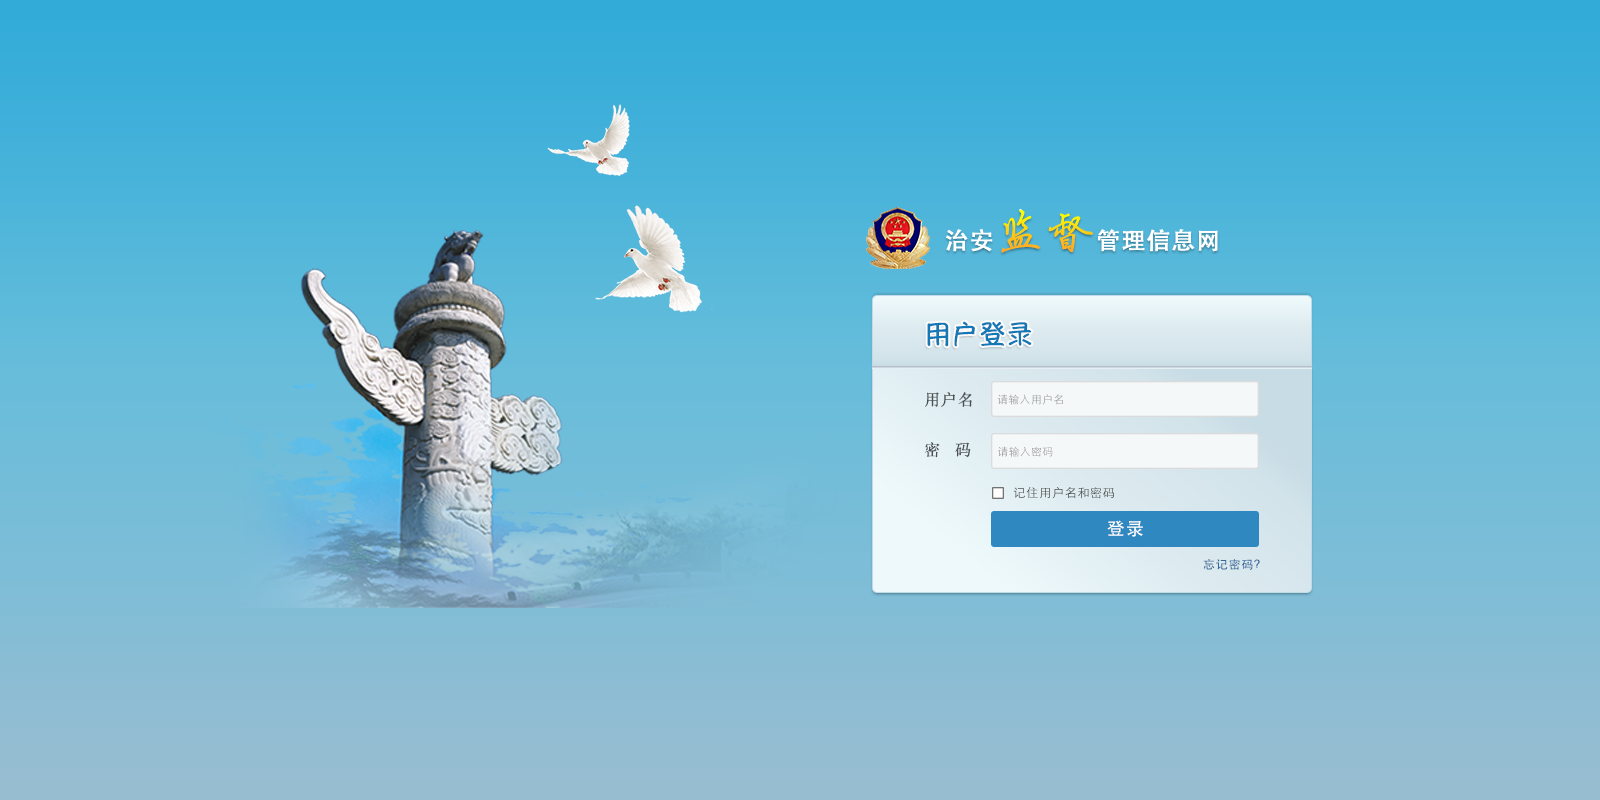 治安监督管理信息网
用户登录
用户名 请输入用户名
密 码 请输入密码
记住用户名和密码
登录
忘记密码?